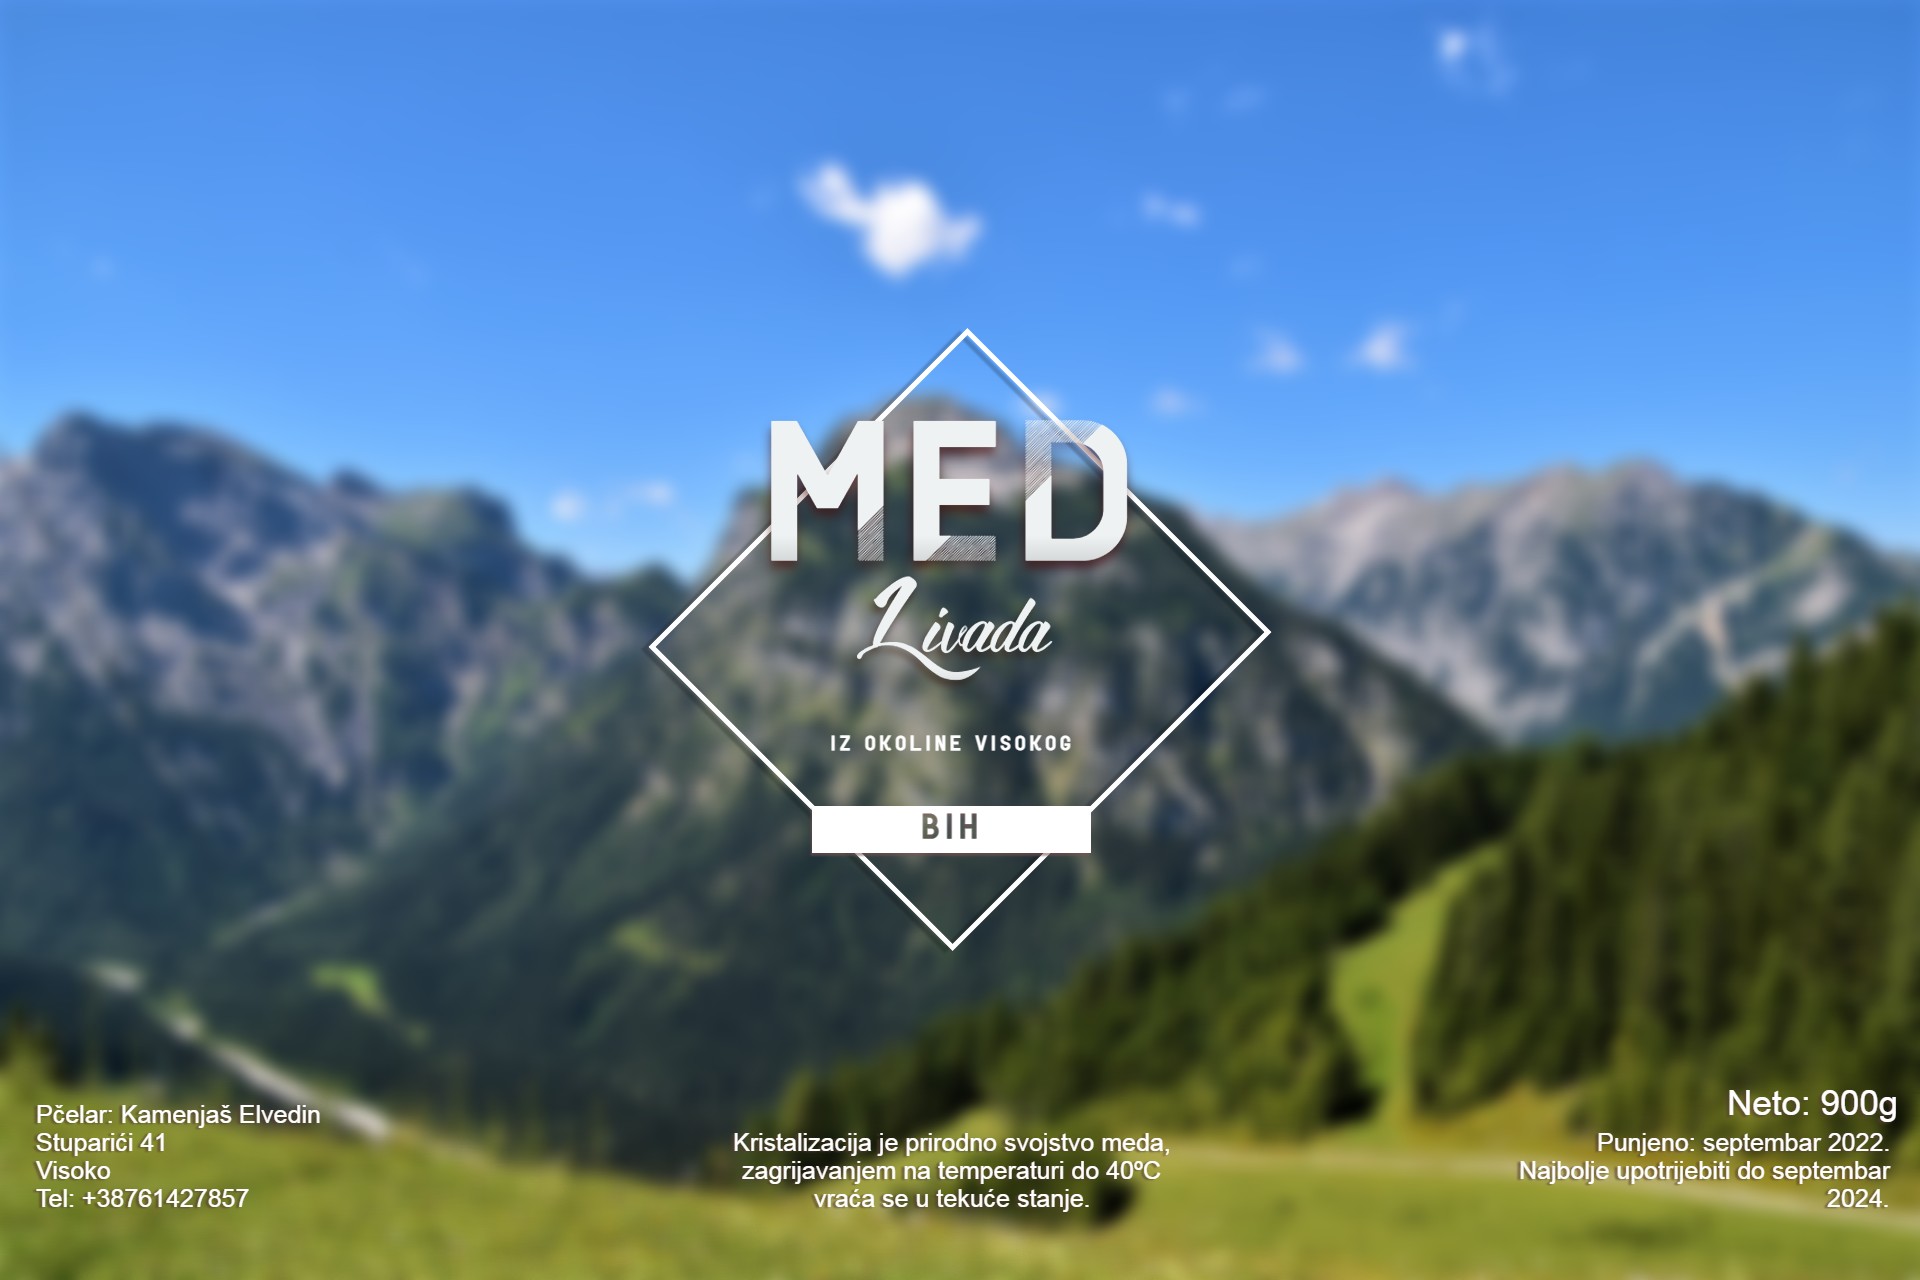 MED
Livada
IZ OKOLINE VISOKOG
BIH
Pčelar: Kamenjaš Elvedin
Stuparići 41
Visoko
Tel: +38761427857
Kristalizacija je prirodno svojstvo meda,
zagrijavanjem na temperaturi do 40ºC
vraća se u tekuće stanje.
Neto: 900g
Punjeno: septembar 2022.
Najbolje upotrijebiti do septembar
2024.